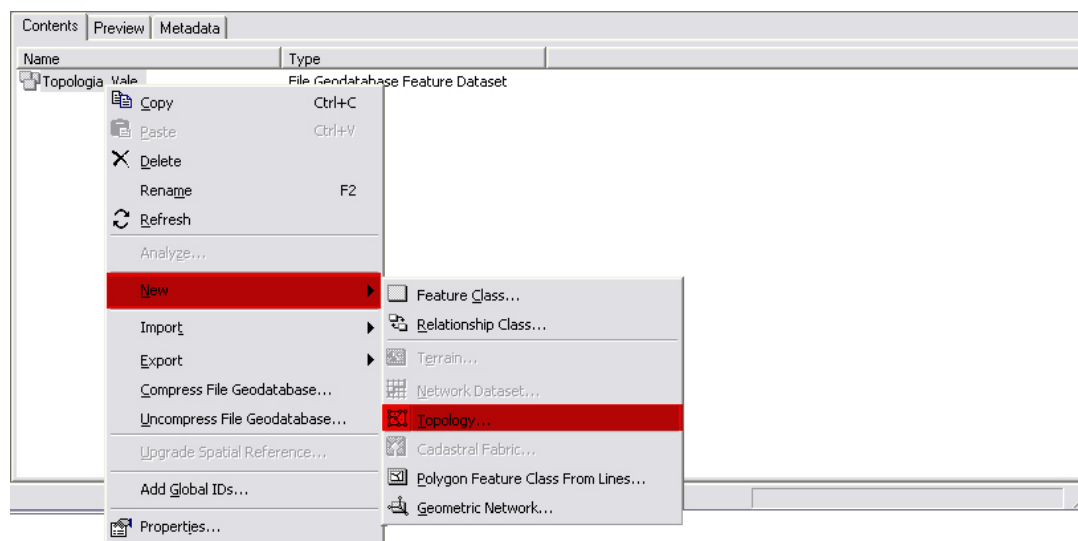 Contents Preview Metadata
Name Type
Topologia_Vale File Geodatabase Feature Dataset
Copy Ctrl+C
Paste Ctrl+V
Delete
Rename F2
Refresh
Analyze...
New
Import
Export
Compress File Geodatabase...
Uncompress File Geodatabase...
Upgrade Spatial Reference...
Add Global IDs...
Properties...
Feature Class...
Relationship Class...
Terrain...
Network Dataset...
Topology...
Cadastral Fabric...
Polygon Feature Class From Lines...
Geometric Network...